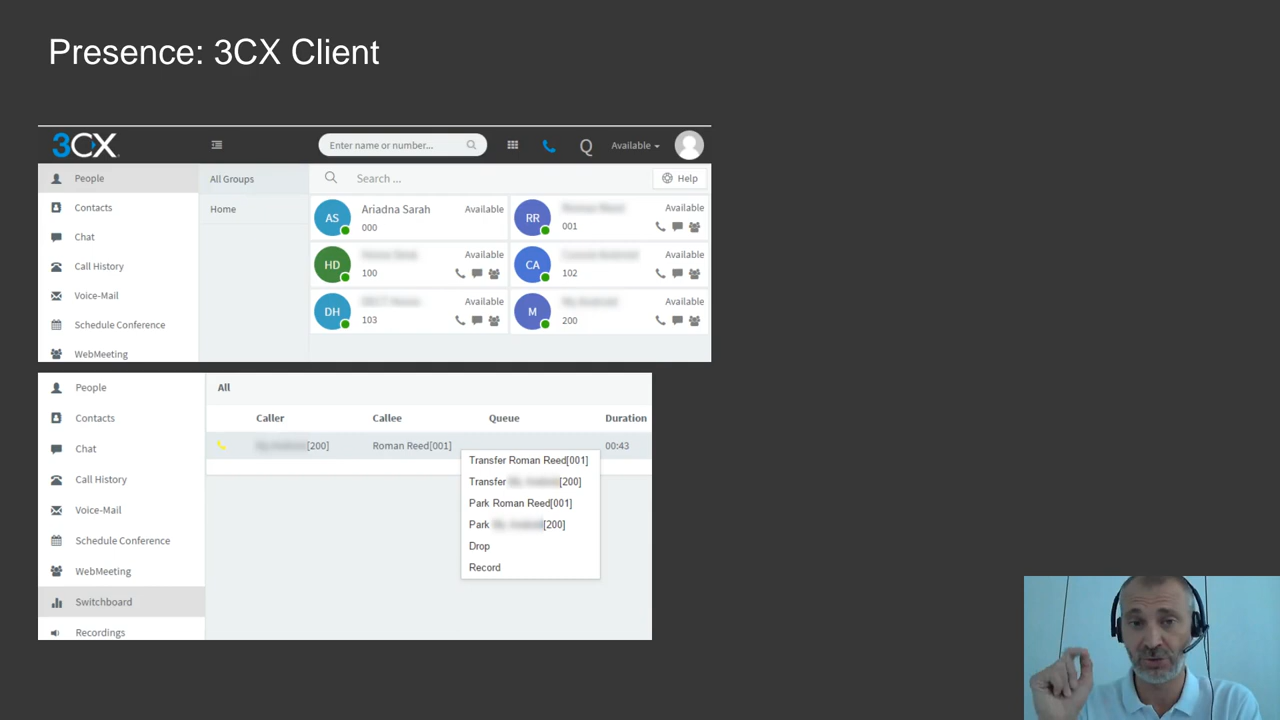 Presence: 3CX Client
3CX
Enter name or number...
Available
People
Contacts
Chat
Call History
Voice-Mail
Schedule Conference
WebMeeting
All Groups
Home
Search ...
Help
AS
Ariadna Sarah
Available
000
RR
Available
001
HD
Available
100
CA
Available
102
DH
Available
103
M
Available
200
People
Contacts
Chat
Call History
Voice-Mail
Schedule Conference
WebMeeting
Switchboard
Recordings
All
Caller Callee Queue Duration
[200] Roman Reed[001] 00:43
Transfer Roman Reed[001]
Transfer [200]
Park Roman Reed[001]
Park [200]
Drop
Record